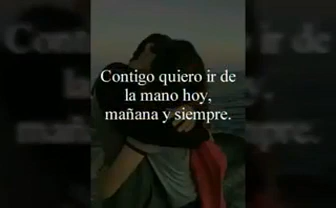 Contigo quiero ir de
la mano hoy,
mañana y siempre.